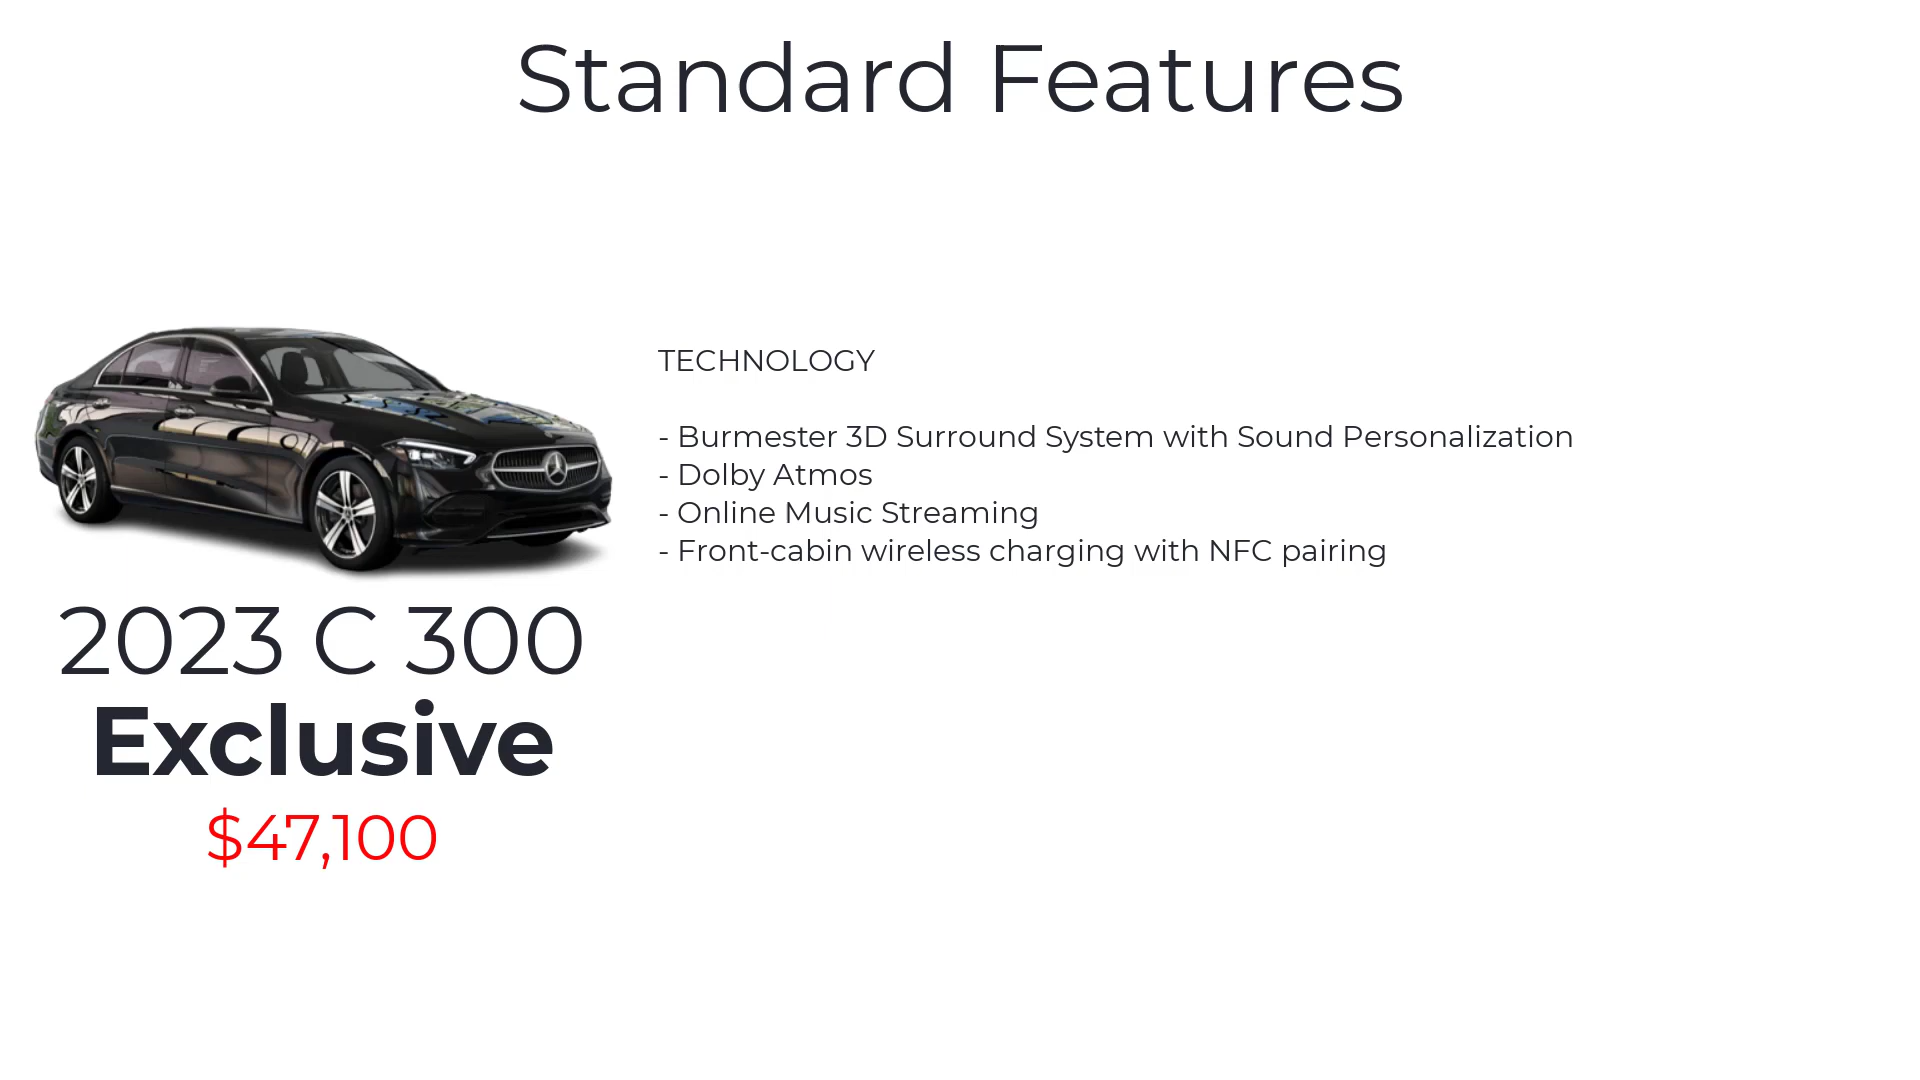 Standard Features
TECHNOLOGY
- Burmester 3D Surround System with Sound Personalization
- Dolby Atmos
- Online Music Streaming
- Front-cabin wireless charging with NFC pairing
2023 C 300
Exclusive
$47,100